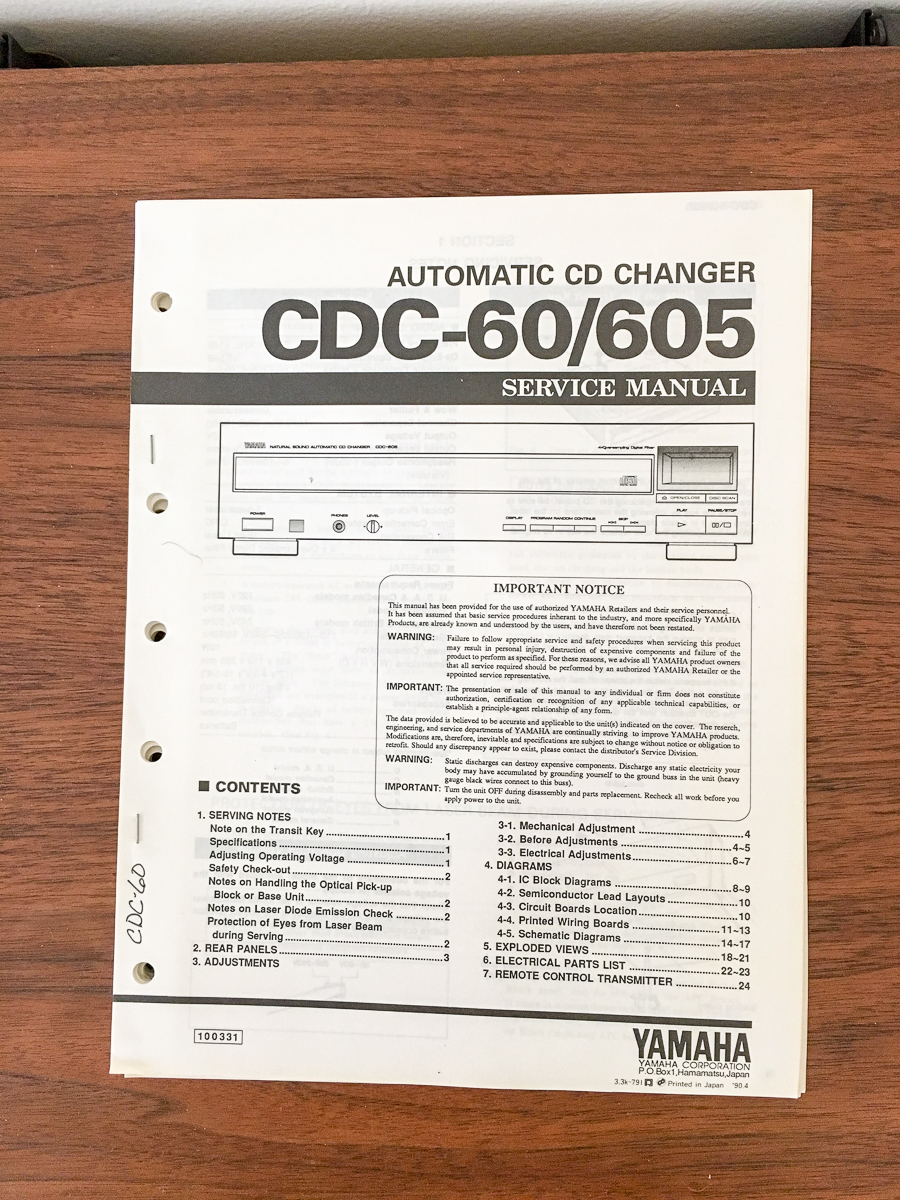 AUTOMATIC CD CHANGER
CDC-60/605
SERVICE MANUAL
YAMAHA NATURAL SOUND AUTOMATIC CD CHANGER CDC-605
OPEN/CLOSE DISC SCAN
POWER
PHONES
LEVEL
DISPLAY PROGRAM RANDOM CONTINUE SKIP
PLAY PAUSE/STOP
IMPORTANT NOTICE
This manual has been provided for the use of authorized YAMAHA Retailers and their service personnel.
It has been assumed that basic service procedures inherant to the industry, and more specifically YAMAHA
Products, are already known and understood by the users, and have therefore not been restated.
WARNING: Failure to follow appropriate service and safety procedures when servicing this product
may result in personal injury, destruction of expensive components and failure of the
product to perform as specified. For these reasons, we advise all YAMAHA product owners
that all service required should be performed by an authorized YAMAHA Retailer or the
appointed service representative.
IMPORTANT: The presentation or sale of this manual to any individual or firm does not constitute
authorization, certification or recognition of any applicable technical capabilities, or
establish a principle-agent relationship of any form.
The data provided is believed to be accurate and applicable to the unit(s) indicated on the cover. The reserch,
engineering, and service departments of YAMAHA are continually striving to improve YAMAHA products.
Modifications are, therefore, inevitable and specifications are subject to change without notice or obligation to
retrofit. Should any discrepancy appear to exist, please contact the distributor's Service Division.
WARNING: Static discharges can destroy expensive components. Discharge any static electricity your
body may have accumulated by grounding yourself to the ground buss in the unit (heavy
gauge black wires connect to this buss).
IMPORTANT: Turn the unit OFF during disassembly and parts replacement. Recheck all work before you
apply power to the unit.
■ CONTENTS
1. SERVING NOTES
Note on the Transit Key ........ 1
Specifications ........ 1
Adjusting Operating Voltage ........ 1
Safety Check-out ........ 2
Notes on Handling the Optical Pick-up
Block or Base Unit ........ 2
Notes on Laser Diode Emission Check ........ 2
Protection of Eyes from Laser Beam
during Serving ........ 2
2. REAR PANELS ........ 3
3. ADJUSTMENTS
3-1. Mechanical Adjustment ........ 4
3-2. Before Adjustments ........ 4~5
3-3. Electrical Adjustments ........ 6~7
4. DIAGRAMS
4-1. IC Block Diagrams ........ 8~9
4-2. Semiconductor Lead Layouts ........ 10
4-3. Circuit Boards Location ........ 10
4-4. Printed Wiring Boards ........ 11~13
4-5. Schematic Diagrams ........ 14~17
5. EXPLODED VIEWS ........ 18~21
6. ELECTRICAL PARTS LIST ........ 22~23
7. REMOTE CONTROL TRANSMITTER ........ 24
CDC-60
100331
YAMAHA
YAMAHA CORPORATION
P.O.Box1, Hamamatsu, Japan
3.3k-791 Printed in Japan '90.4